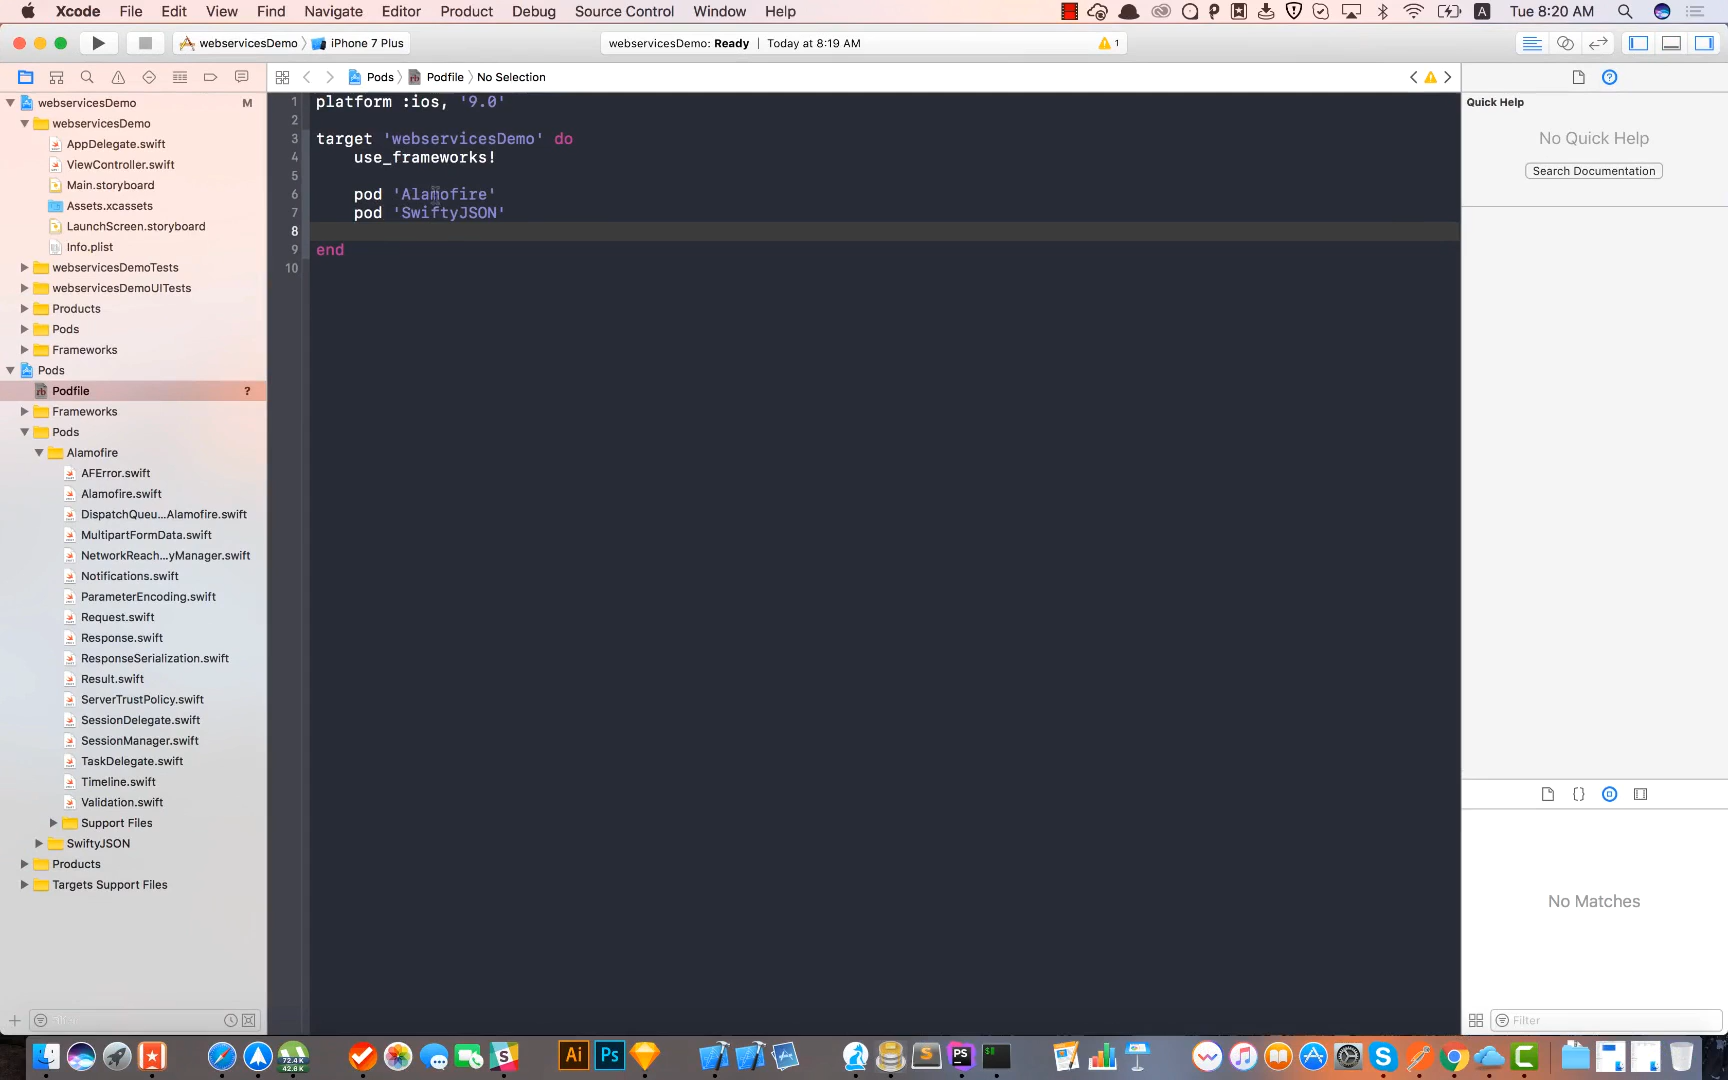 Xcode File Edit View Find Navigate Editor Product Debug Source Control Window Help A Tue 8:20 AM
webservicesDemo iPhone 7 Plus webservicesDemo: Ready | Today at 8:19 AM 1
Pods Podfile No Selection
webservicesDemo M
webservicesDemo
AppDelegate.swift
ViewController.swift
Main.storyboard
Assets.xcassets
LaunchScreen.storyboard
Info.plist
webservicesDemoTests
webservicesDemoUITests
Products
Pods
Frameworks
Pods
Podfile ?
Frameworks
Pods
Alamofire
AFError.swift
Alamofire.swift
DispatchQueu...Alamofire.swift
MultipartFormData.swift
NetworkReach...yManager.swift
Notifications.swift
ParameterEncoding.swift
Request.swift
Response.swift
ResponseSerialization.swift
Result.swift
ServerTrustPolicy.swift
SessionDelegate.swift
SessionManager.swift
TaskDelegate.swift
Timeline.swift
Validation.swift
Support Files
SwiftyJSON
Products
Targets Support Files
1 platform :ios, '9.0'
2
3 target 'webservicesDemo' do
4 use_frameworks!
5
6 pod 'Alamofire'
7 pod 'SwiftyJSON'
8
9 end
10
Quick Help
No Quick Help
Search Documentation
No Matches
Filter
Ai Ps S PS